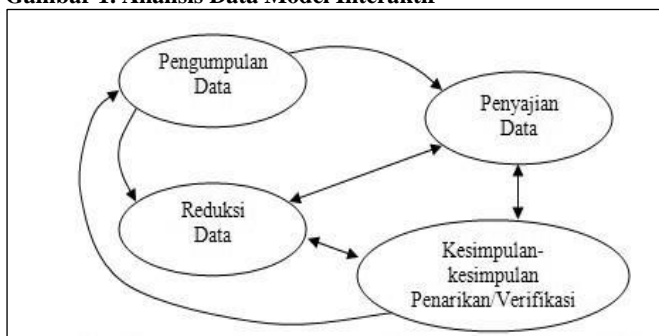 Gambar 1. Analisis Data Model Interaktif
Pengumpulan
Data
Penyajian
Data
Reduksi
Data
Kesimpulan-
kesimpulan
Penarikan/Verifikasi